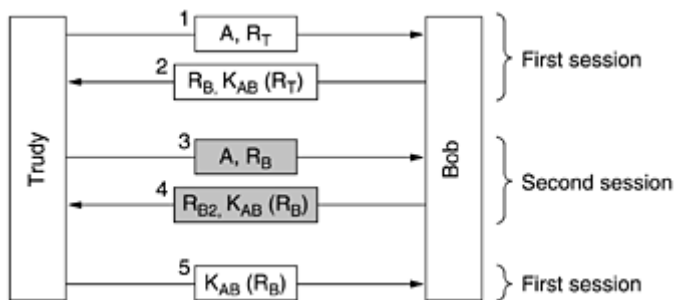 1
A, R_T
First session
2
R_B, K_AB (R_T)
Trudy
Bob
3
A, R_B
Second session
4
R_B2, K_AB (R_B)
5
K_AB (R_B)
First session